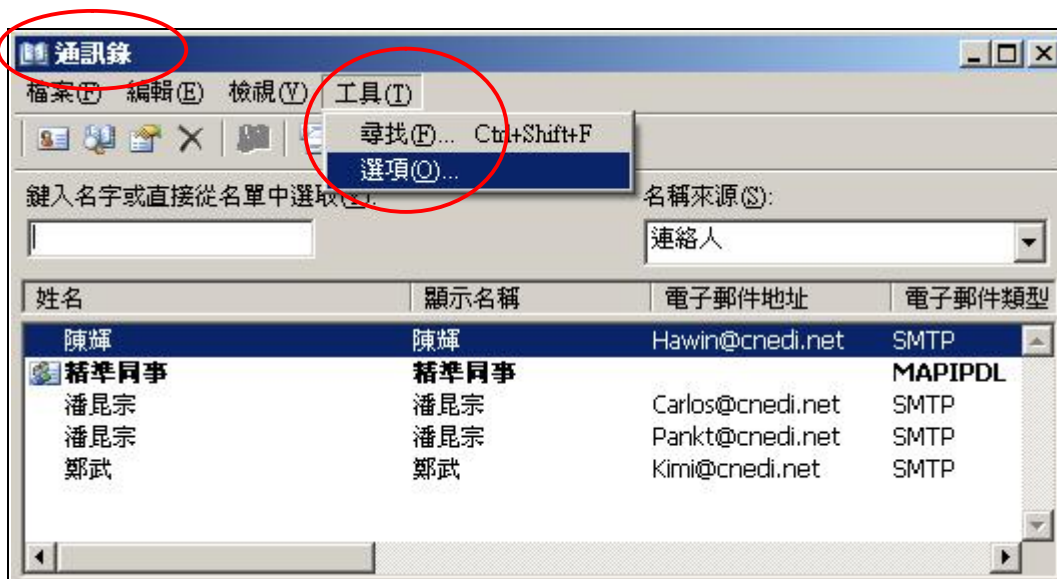 通訊錄
檔案(F) 編輯(E) 檢視(V) 工具(T)
尋找(F)... Ctrl+Shift+F
選項(O)...
鍵入名字或直接從名單中選取 名稱來源(S):
連絡人
姓名 顯示名稱 電子郵件地址 電子郵件類型
陳輝 陳輝 Hawin@cnedi.net SMTP
精準同事 精準同事 MAPIPDL
潘昆宗 潘昆宗 Carlos@cnedi.net SMTP
潘昆宗 潘昆宗 Pankt@cnedi.net SMTP
鄭武 鄭武 Kimi@cnedi.net SMTP